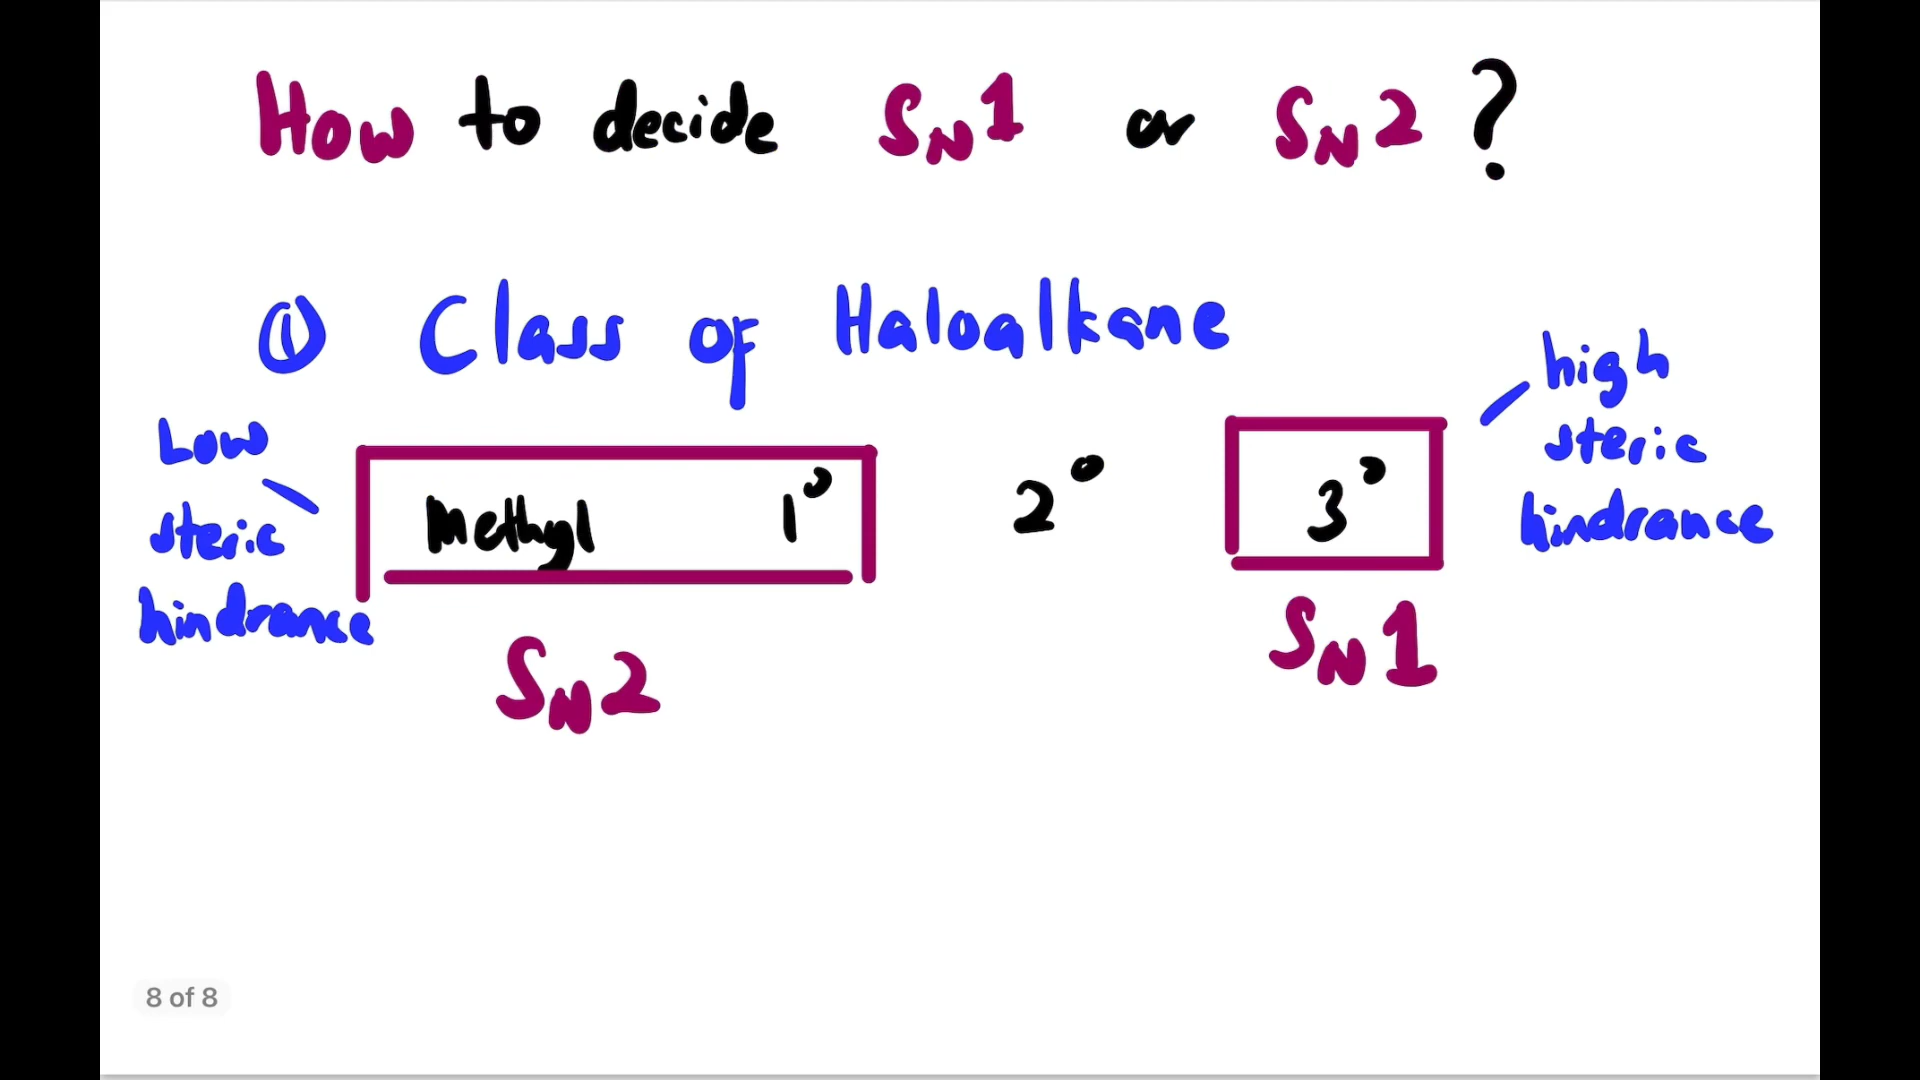 How to decide SN1 or SN2?
① Class of Haloalkane
Low steric hindrance
Methyl 1° 2° 3°
high steric hindrance
SN2
SN1
8 of 8